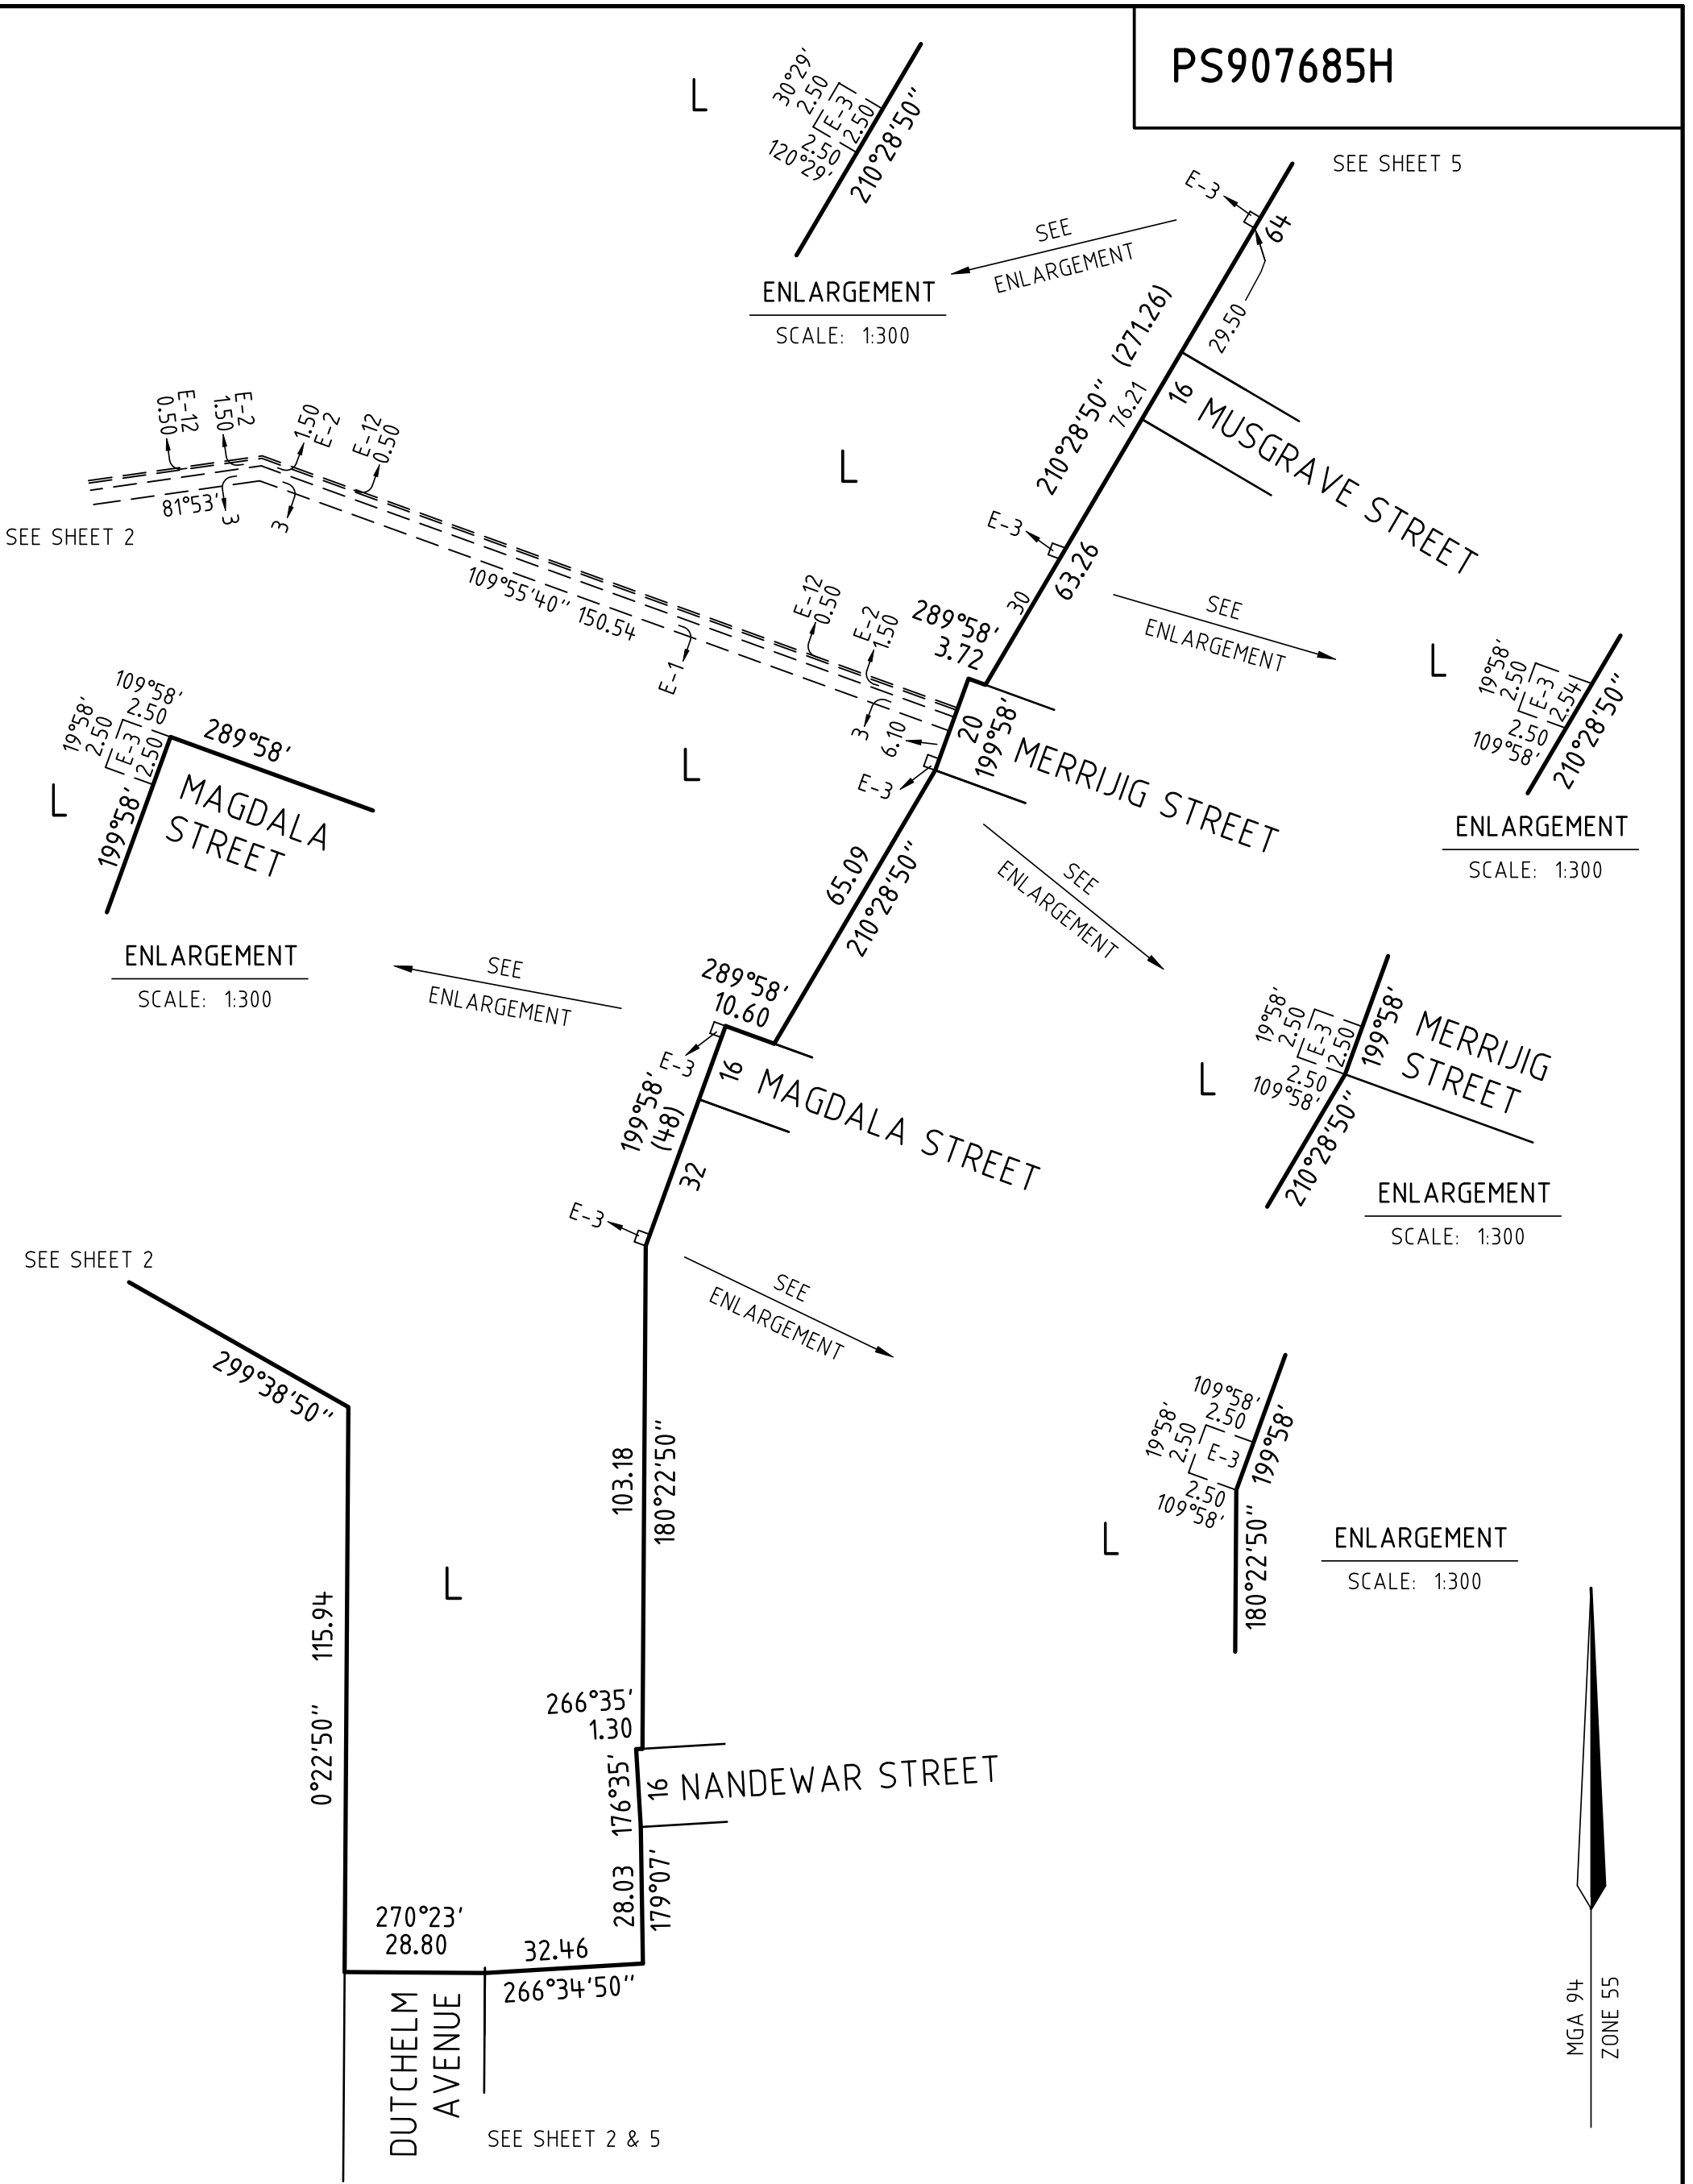 PS907685H
SEE SHEET 5
L
30°29'
2.50
E-3
2.50
2.50
120°29'
210°28'50"
ENLARGEMENT
SCALE: 1:300
SEE
ENLARGEMENT
E-3
64
29.50
210°28'50" (271.26)
76.21
16
MUSGRAVE STREET
E-3
63.26
30
L
E-12
0.50
E-2
1.50
1.50
E-2
E-12
0.50
81°53'
3
3
SEE SHEET 2
109°55'40" 150.54
E-1
E-12
0.50
E-2
1.50
3
6.10
289°58'
3.72
20
199°58'
MERRIJIG STREET
E-3
L
SEE
ENLARGEMENT
L
19°58'
2.50
E-3
2.54
2.50
109°58'
210°28'50"
ENLARGEMENT
SCALE: 1:300
109°58'
2.50
19°58'
2.50
E-3
2.50
289°58'
L
199°58'
MAGDALA
STREET
ENLARGEMENT
SCALE: 1:300
SEE
ENLARGEMENT
65.09
210°28'50"
SEE
ENLARGEMENT
L
19°58'
2.50
E-3
2.50
2.50
109°58'
199°58'
MERRIJIG
STREET
210°28'50"
ENLARGEMENT
SCALE: 1:300
289°58'
10.60
E-3
16
MAGDALA STREET
199°58'
(48)
32
E-3
SEE
ENLARGEMENT
SEE SHEET 2
299°38'50"
109°58'
2.50
19°58'
2.50
E-3
2.50
109°58'
199°58'
L
180°22'50"
ENLARGEMENT
SCALE: 1:300
103.18
180°22'50"
L
0°22'50" 115.94
266°35'
1.30
176°35'
16
NANDEWAR STREET
28.03
179°07'
270°23'
28.80
32.46
266°34'50"
DUTCHELM
AVENUE
SEE SHEET 2 & 5
MGA 94
ZONE 55